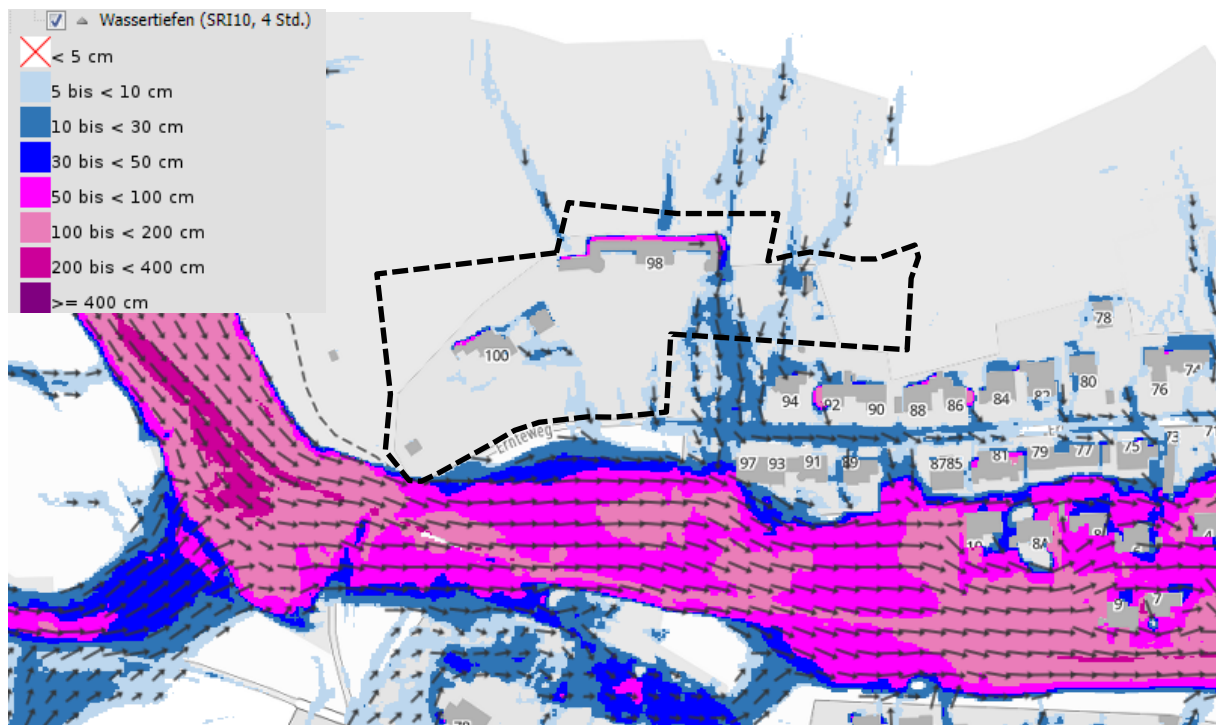 Wassertiefen (SRI10, 4 Std.)
< 5 cm
5 bis < 10 cm
10 bis < 30 cm
30 bis < 50 cm
50 bis < 100 cm
100 bis < 200 cm
200 bis < 400 cm
>= 400 cm
98
100
78
94
92
90
88
86
84
82
80
76
74
Ernteweg
97
93
91
89
8785
81
79
77
75
73
8A
9
7